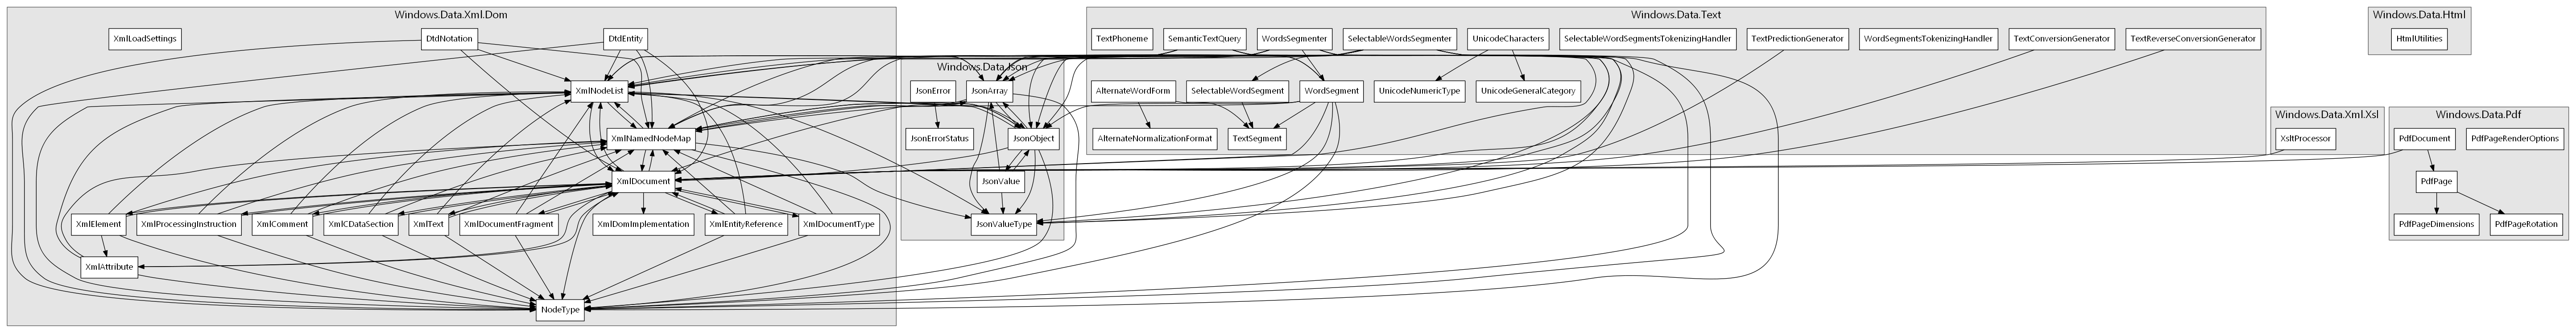 Windows.Data.Xml.Dom
XmlLoadSettings
DtdNotation
DtdEntity
XmlNodeList
XmlNamedNodeMap
XmlDocument
XmlElement
XmlProcessingInstruction
XmlComment
XmlCDataSection
XmlText
XmlDocumentFragment
XmlDomImplementation
XmlEntityReference
XmlDocumentType
XmlAttribute
NodeType
Windows.Data.Json
JsonError
JsonArray
JsonErrorStatus
JsonObject
JsonValue
JsonValueType
Windows.Data.Text
TextPhoneme
SemanticTextQuery
WordsSegmenter
SelectableWordsSegmenter
UnicodeCharacters
SelectableWordSegmentsTokenizingHandler
TextPredictionGenerator
WordSegmentsTokenizingHandler
TextConversionGenerator
TextReverseConversionGenerator
AlternateWordForm
SelectableWordSegment
WordSegment
UnicodeNumericType
UnicodeGeneralCategory
AlternateNormalizationFormat
TextSegment
Windows.Data.Html
HtmlUtilities
Windows.Data.Xml.Xsl
XsltProcessor
Windows.Data.Pdf
PdfDocument
PdfPageRenderOptions
PdfPage
PdfPageDimensions
PdfPageRotation